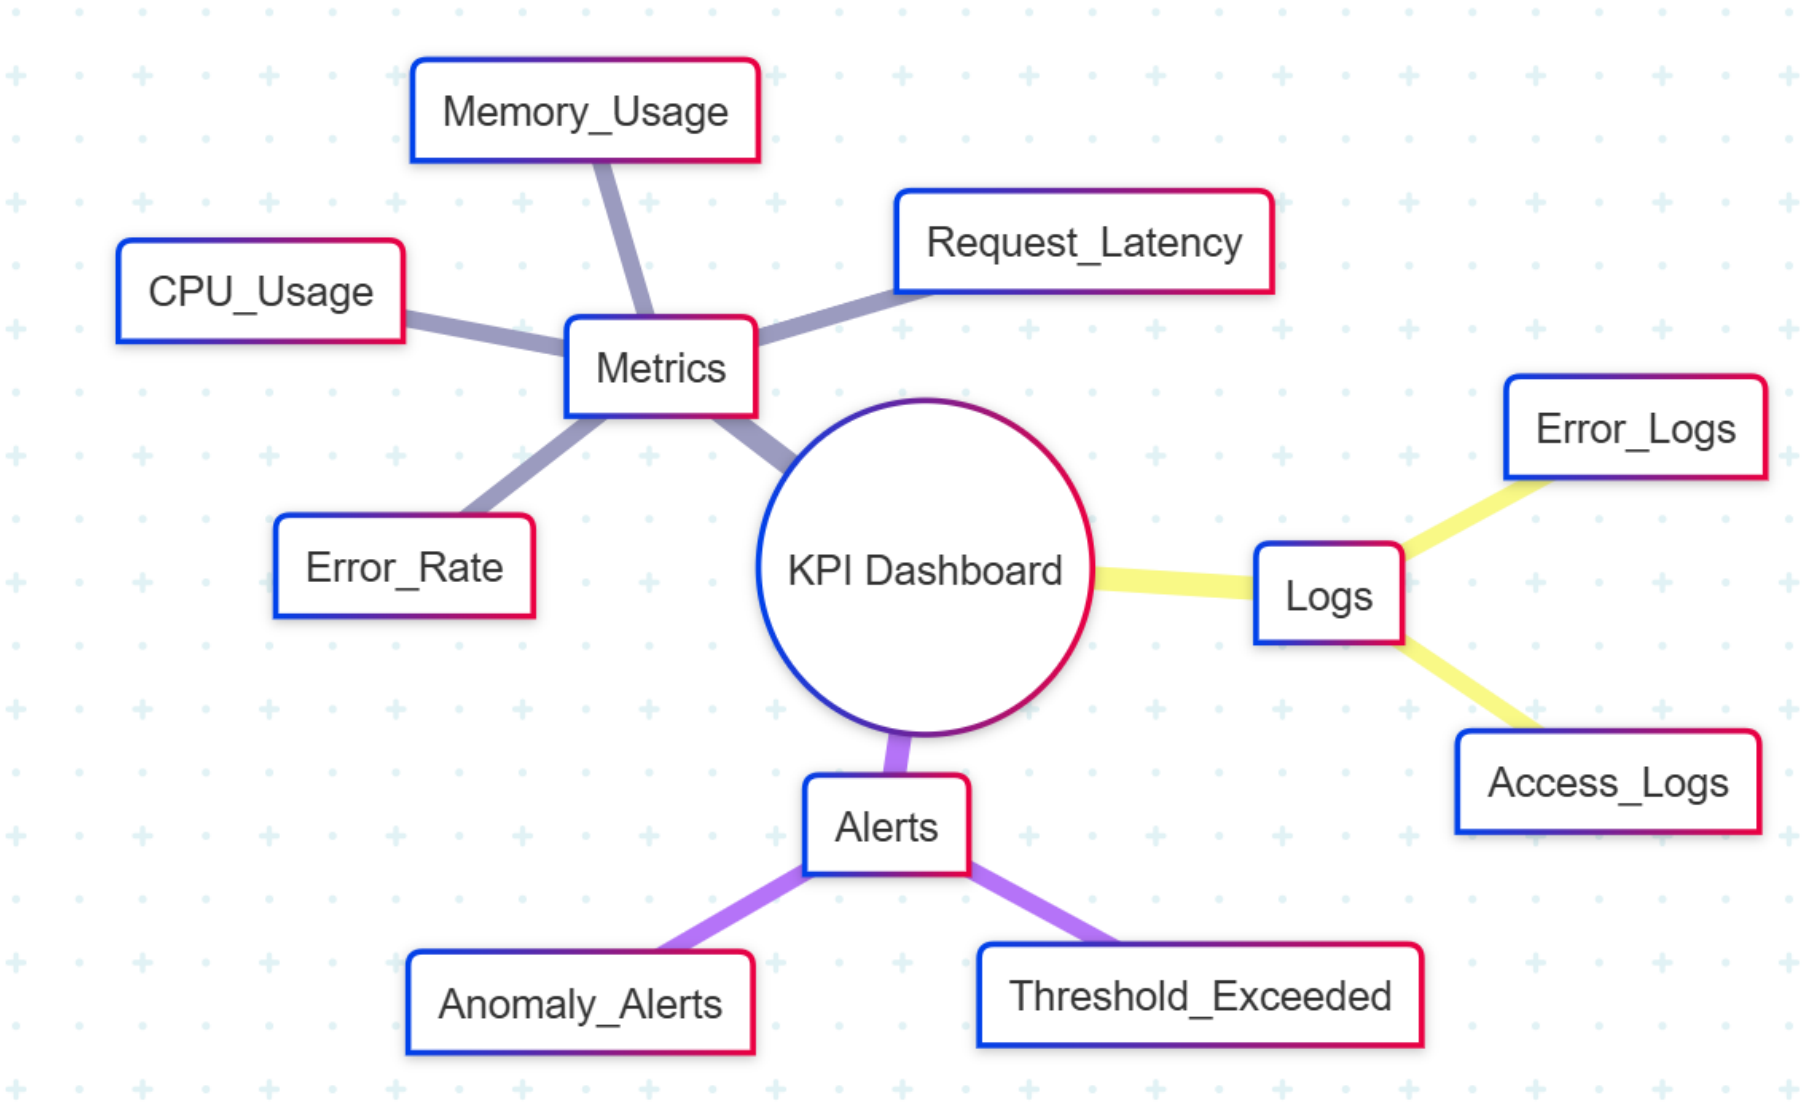 Memory_Usage
Request_Latency
CPU_Usage
Metrics
Error_Logs
Error_Rate
KPI Dashboard
Logs
Access_Logs
Alerts
Anomaly_Alerts
Threshold_Exceeded